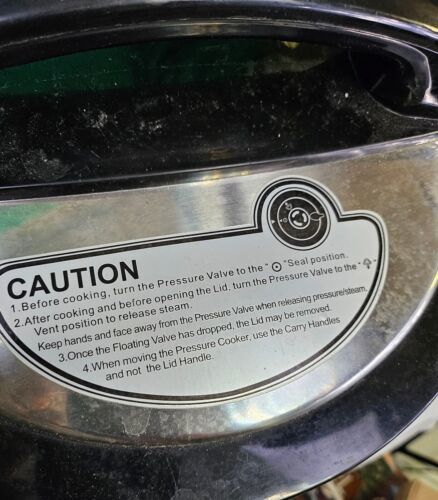 CAUTION
1.Before cooking, turn the Pressure Valve to the "⊙"Seal position.
2.After cooking and before opening the Lid, turn the Pressure Valve to the "
Vent position to release steam.
Keep hands and face away from the Pressure Valve when releasing pressure/steam.
3.Once the Floating Valve has dropped, the Lid may be removed.
4.When moving the Pressure Cooker, use the Carry Handles
and not the Lid Handle.